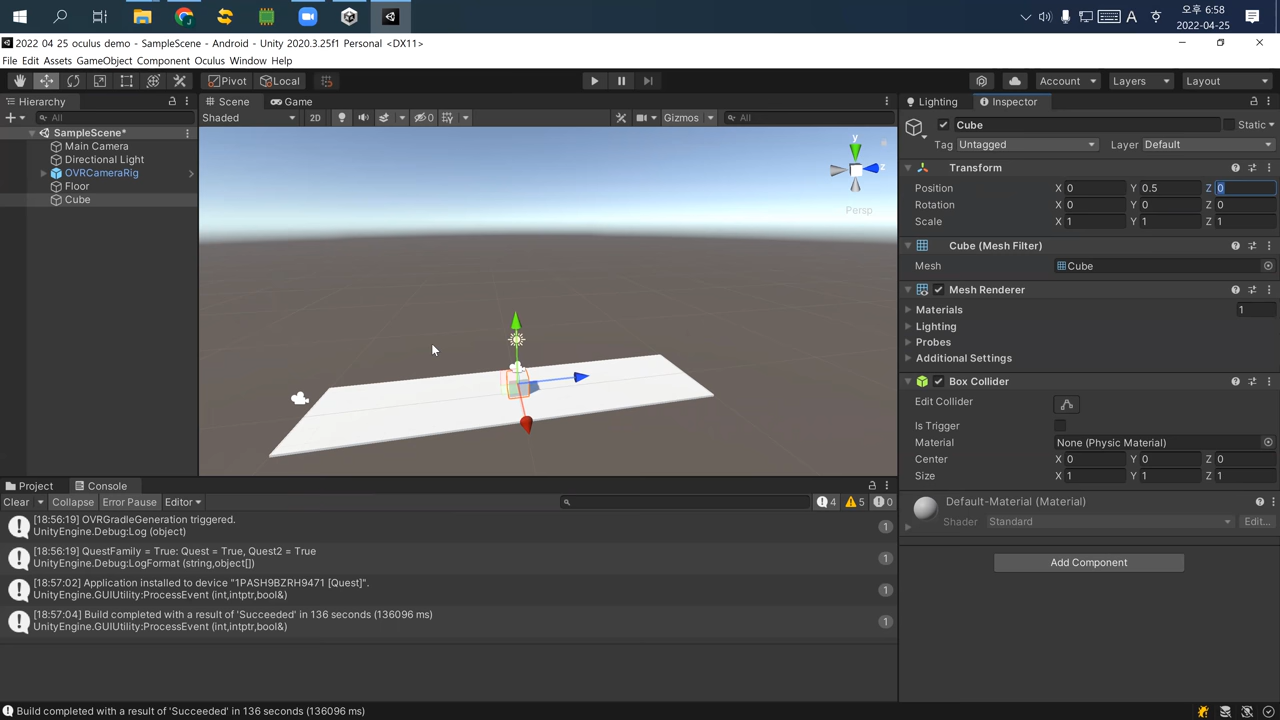 A
오후 6:58
2022-04-25
2022 04 25 oculus demo - SampleScene - Android - Unity 2020.3.25f1 Personal <DX11>
File Edit Assets GameObject Component Oculus Window Help
Pivot Local
Account Layers Layout
Hierarchy
All
SampleScene*
Main Camera
Directional Light
OVRCameraRig
Floor
Cube
Scene Game
Shaded 2D 0 Gizmos All
y
z
Persp
Lighting Inspector
Cube Static
Tag Untagged Layer Default
Transform
Position X 0 Y 0.5 Z 0
Rotation X 0 Y 0 Z 0
Scale X 1 Y 1 Z 1
Cube (Mesh Filter)
Mesh Cube
Mesh Renderer
Materials 1
Lighting
Probes
Additional Settings
Box Collider
Edit Collider
Is Trigger
Material None (Physic Material)
Center X 0 Y 0 Z 0
Size X 1 Y 1 Z 1
Default-Material (Material)
Shader Standard Edit...
Add Component
Project Console
Clear Collapse Error Pause Editor 4 5 0
[18:56:19] OVRGradleGeneration triggered.
UnityEngine.Debug:Log (object)
1
[18:56:19] QuestFamily = True: Quest = True, Quest2 = True
UnityEngine.Debug:LogFormat (string,object[])
1
[18:57:02] Application installed to device "1PASH9BZRH9471 [Quest]".
UnityEngine.GUIUtility:ProcessEvent (int,intptr,bool&)
1
[18:57:04] Build completed with a result of 'Succeeded' in 136 seconds (136096 ms)
UnityEngine.GUIUtility:ProcessEvent (int,intptr,bool&)
1
Build completed with a result of 'Succeeded' in 136 seconds (136096 ms)